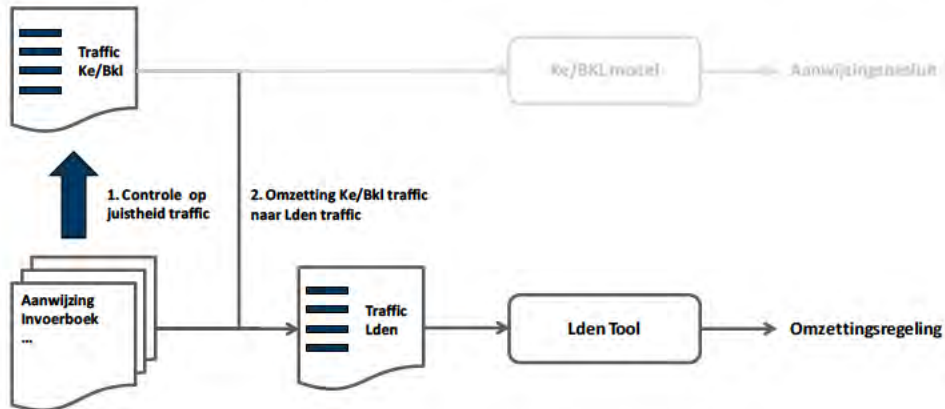 Traffic
Ke/Bkl
Ke/BKL model
Aanwijzingsbesluit
1. Controle op
juistheid traffic
2. Omzetting Ke/Bkl traffic
naar Lden traffic
Aanwijzing
Invoerboek
...
Traffic
Lden
Lden Tool
Omzettingsregeling